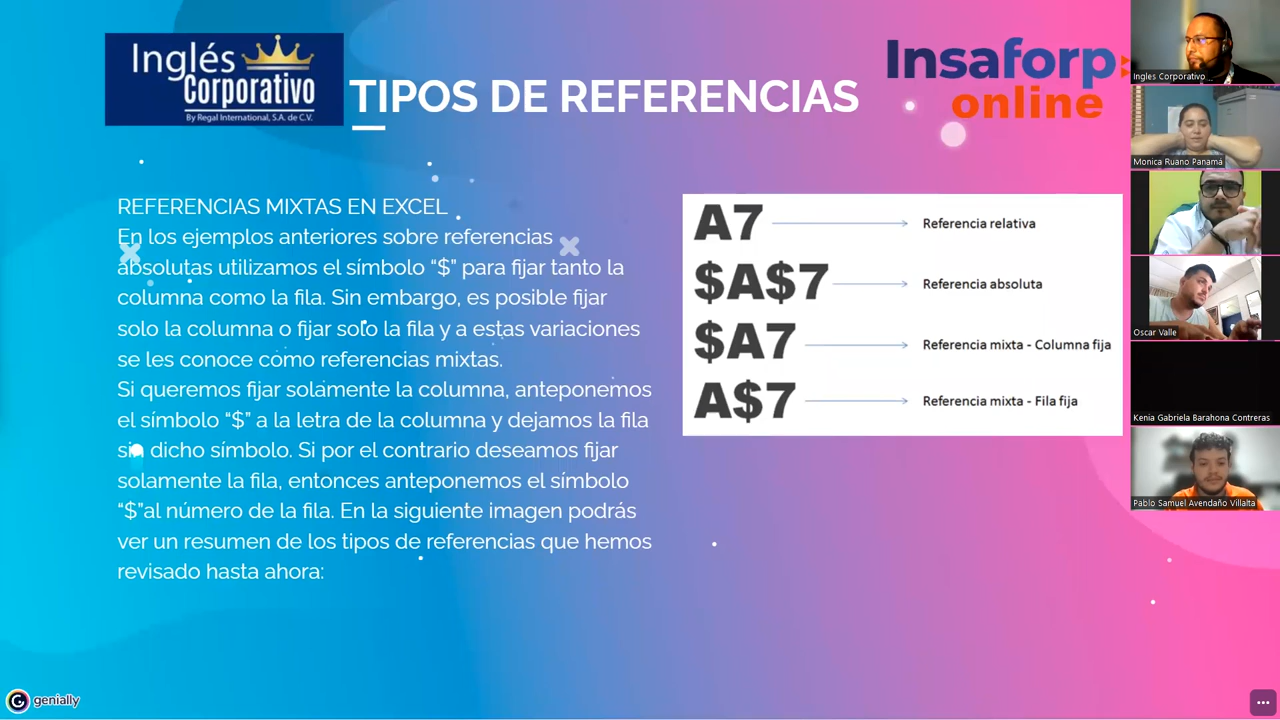 Inglés
Corporativo
By Regal International, S.A. de C.V.
TIPOS DE REFERENCIAS
Insaforp
online
REFERENCIAS MIXTAS EN EXCEL
En los ejemplos anteriores sobre referencias
absolutas utilizamos el símbolo “$” para fijar tanto la
columna como la fila. Sin embargo, es posible fijar
solo la columna o fijar solo la fila y a estas variaciones
se les conoce como referencias mixtas.
Si queremos fijar solamente la columna, anteponemos
el símbolo “$” a la letra de la columna y dejamos la fila
sin dicho símbolo. Si por el contrario deseamos fijar
solamente la fila, entonces anteponemos el símbolo
“$”al número de la fila. En la siguiente imagen podrás
ver un resumen de los tipos de referencias que hemos
revisado hasta ahora:
A7 Referencia relativa
$A$7 Referencia absoluta
$A7 Referencia mixta - Columna fija
A$7 Referencia mixta - Fila fija
Ingles Corporativo ...
Monica Ruano Panamá
Oscar Valle
Kenia Gabriela Barahona Contreras
Pablo Samuel Avendaño Villalta
genially